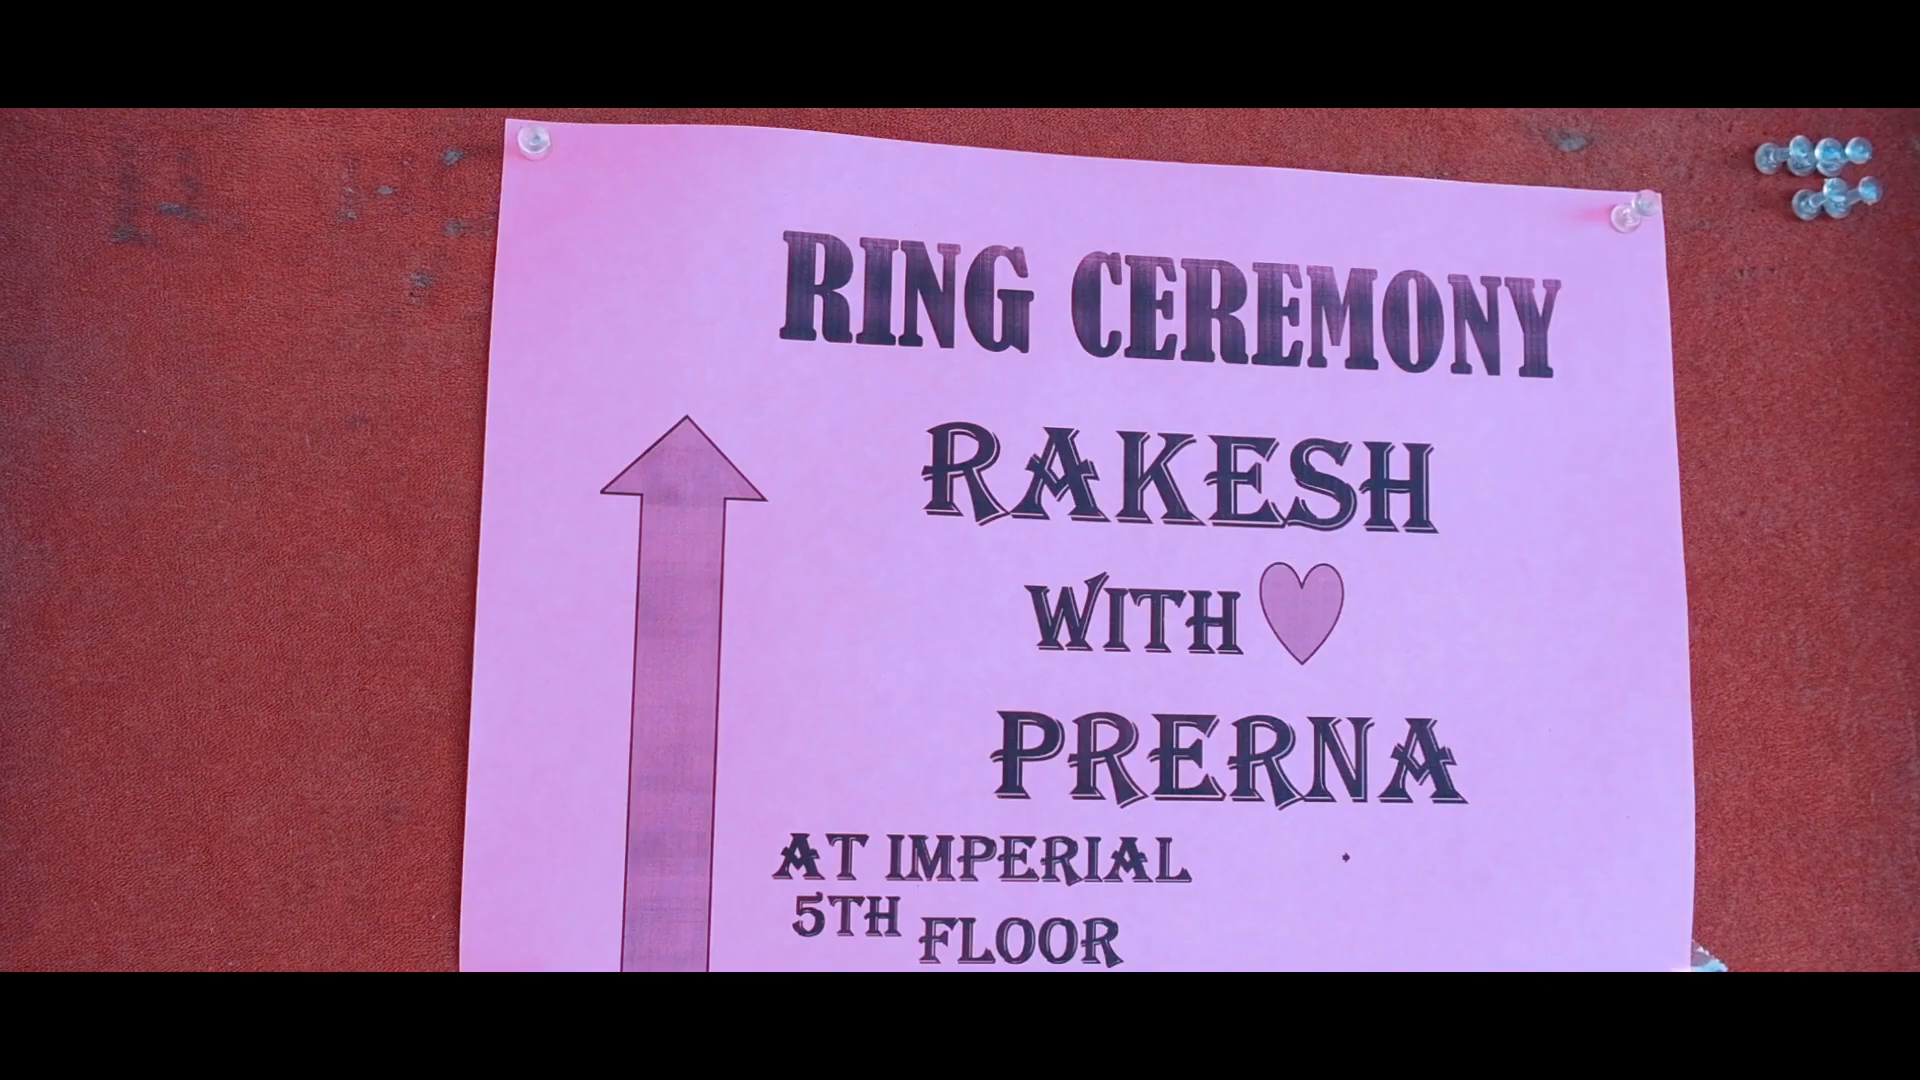 RING CEREMONY
RAKESH
WITH
PRERNA
AT IMPERIAL
5TH FLOOR